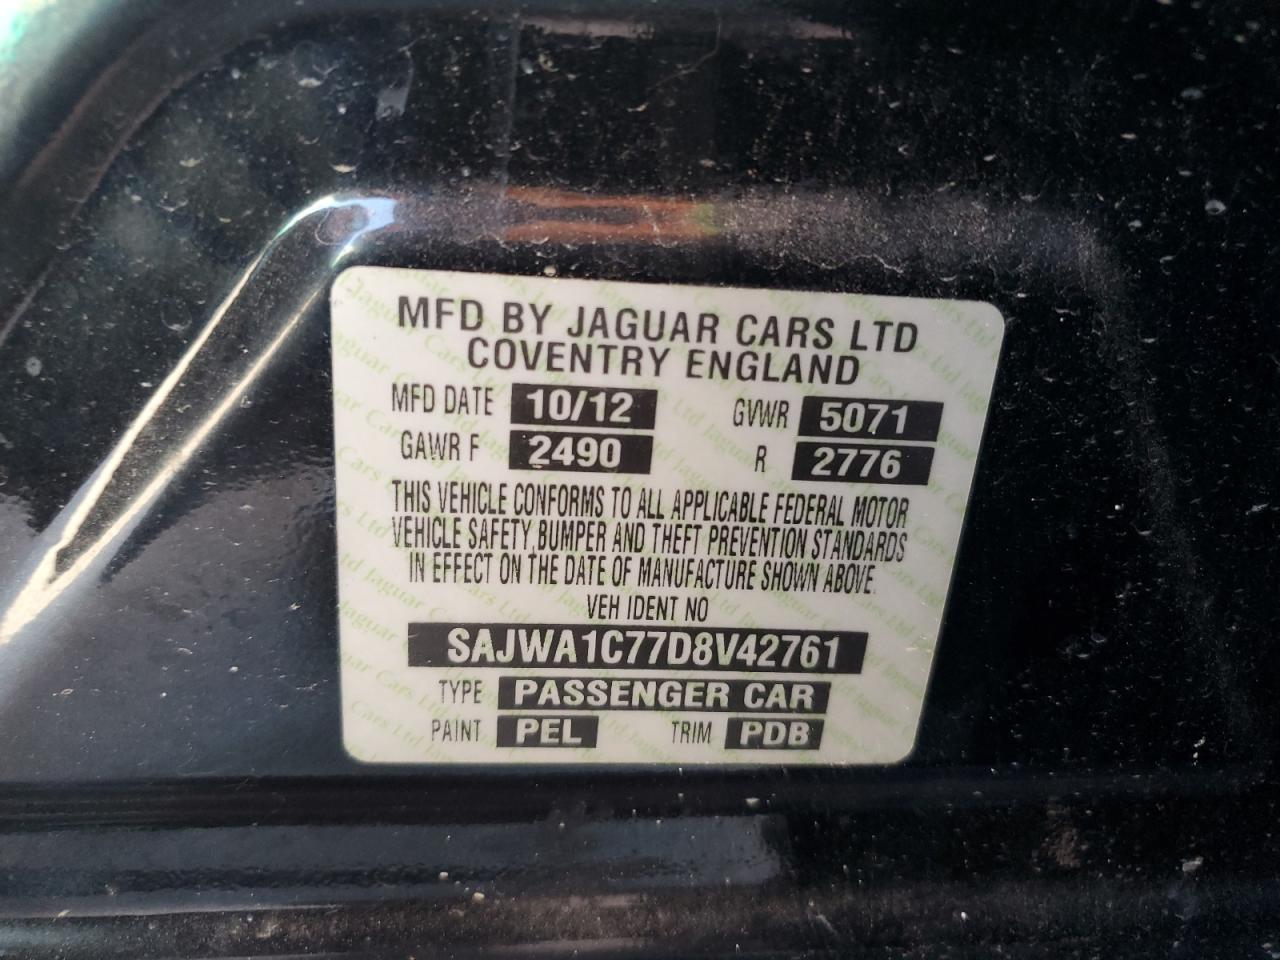 MFD BY JAGUAR CARS LTD
COVENTRY ENGLAND
MFD DATE 10/12 GVWR 5071
GAWR F 2490 R 2776
THIS VEHICLE CONFORMS TO ALL APPLICABLE FEDERAL MOTOR
VEHICLE SAFETY, BUMPER AND THEFT PREVENTION STANDARDS
IN EFFECT ON THE DATE OF MANUFACTURE SHOWN ABOVE.
VEH IDENT NO
SAJWA1C77D8V42761
TYPE PASSENGER CAR
PAINT PEL TRIM PDB